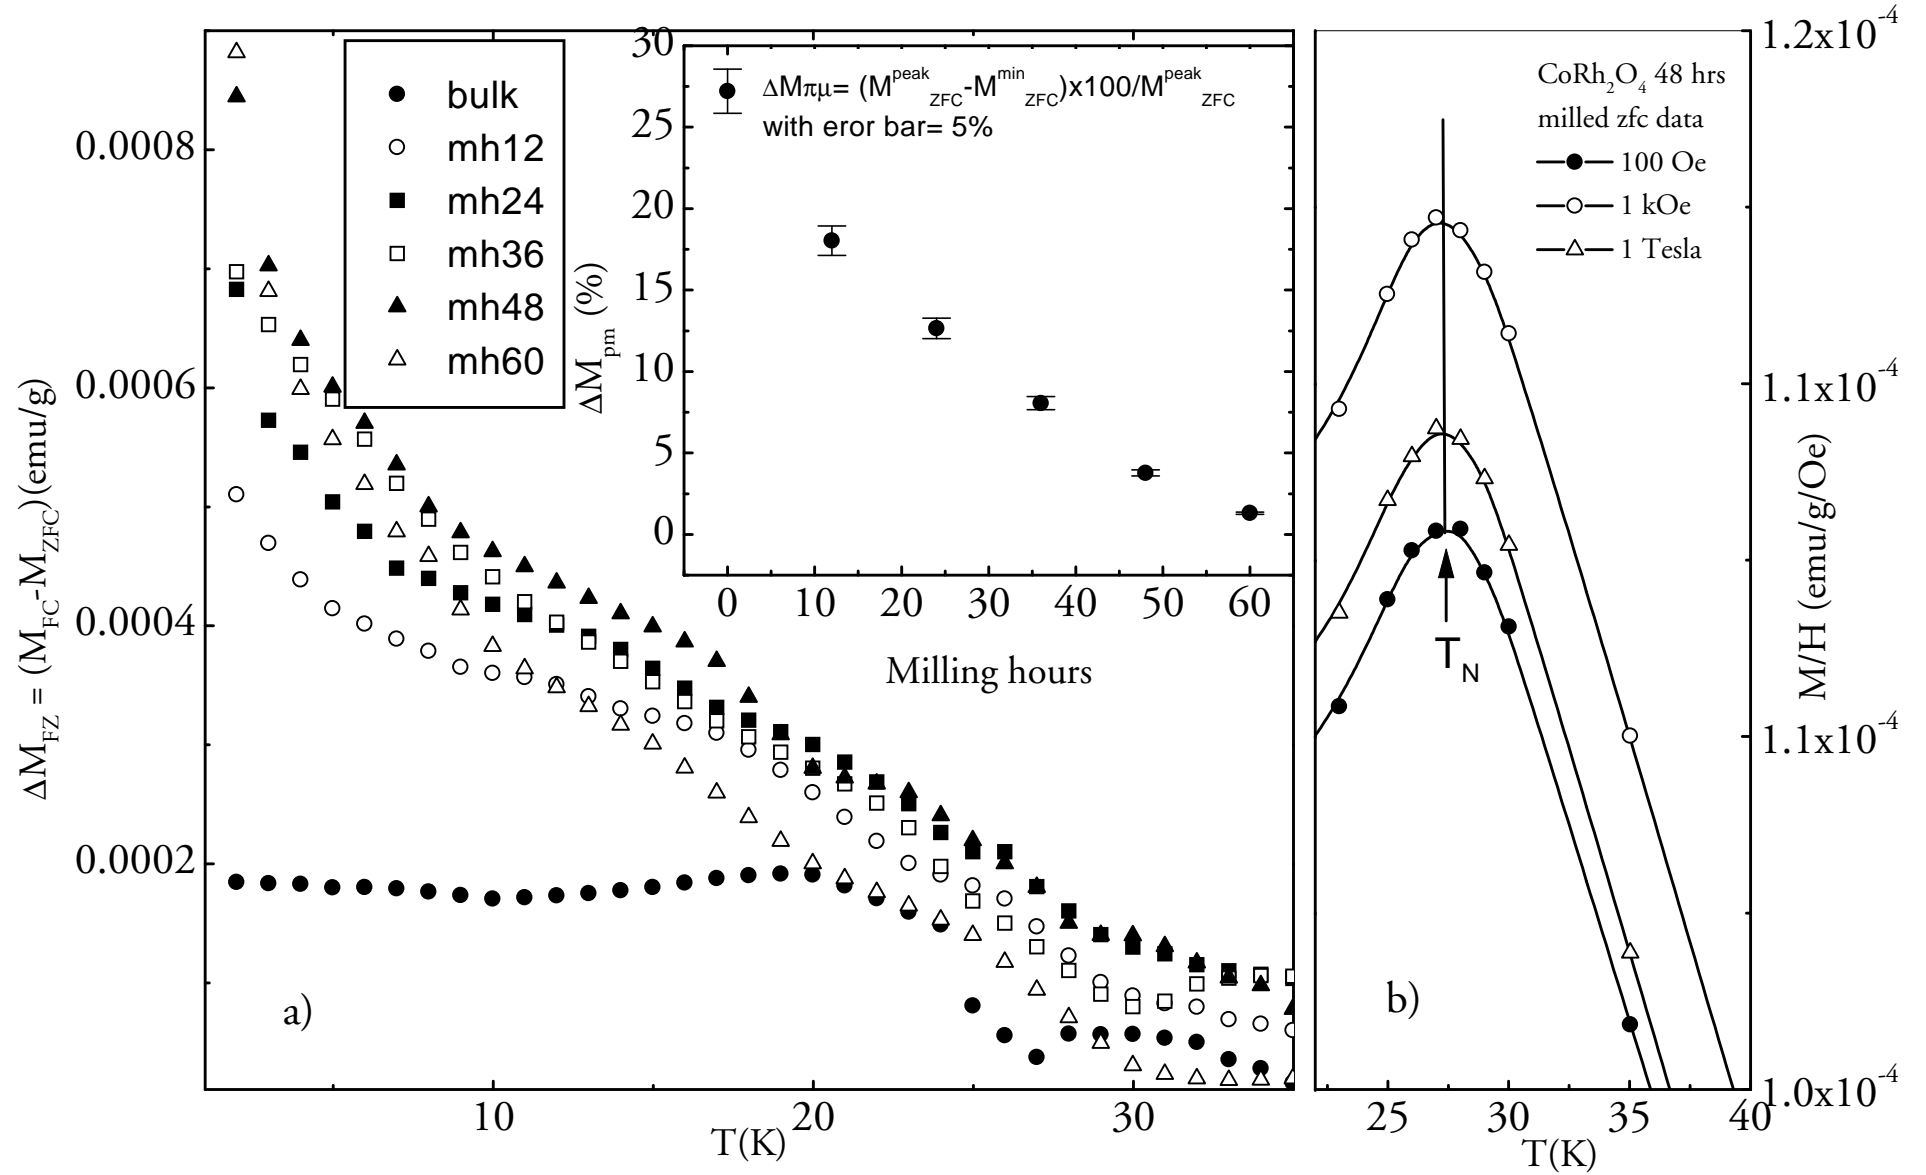 ΔM_FZ = (M_FC-M_ZFC)(emu/g)
0.0008
0.0006
0.0004
0.0002
bulk
mh12
mh24
mh36
mh48
mh60
a)
10
20
30
T(K)
ΔM_pm (%)
30
25
20
15
10
5
0
ΔMπμ= (M^peak_ZFC-M^min_ZFC)x100/M^peak_ZFC
with eror bar= 5%
0
10
20
30
40
50
60
Milling hours
CoRh₂O₄ 48 hrs
milled zfc data
100 Oe
1 kOe
1 Tesla
T_N
b)
25
30
35
40
T(K)
1.2x10⁻⁴
1.1x10⁻⁴
1.1x10⁻⁴
1.0x10⁻⁴
M/H (emu/g/Oe)